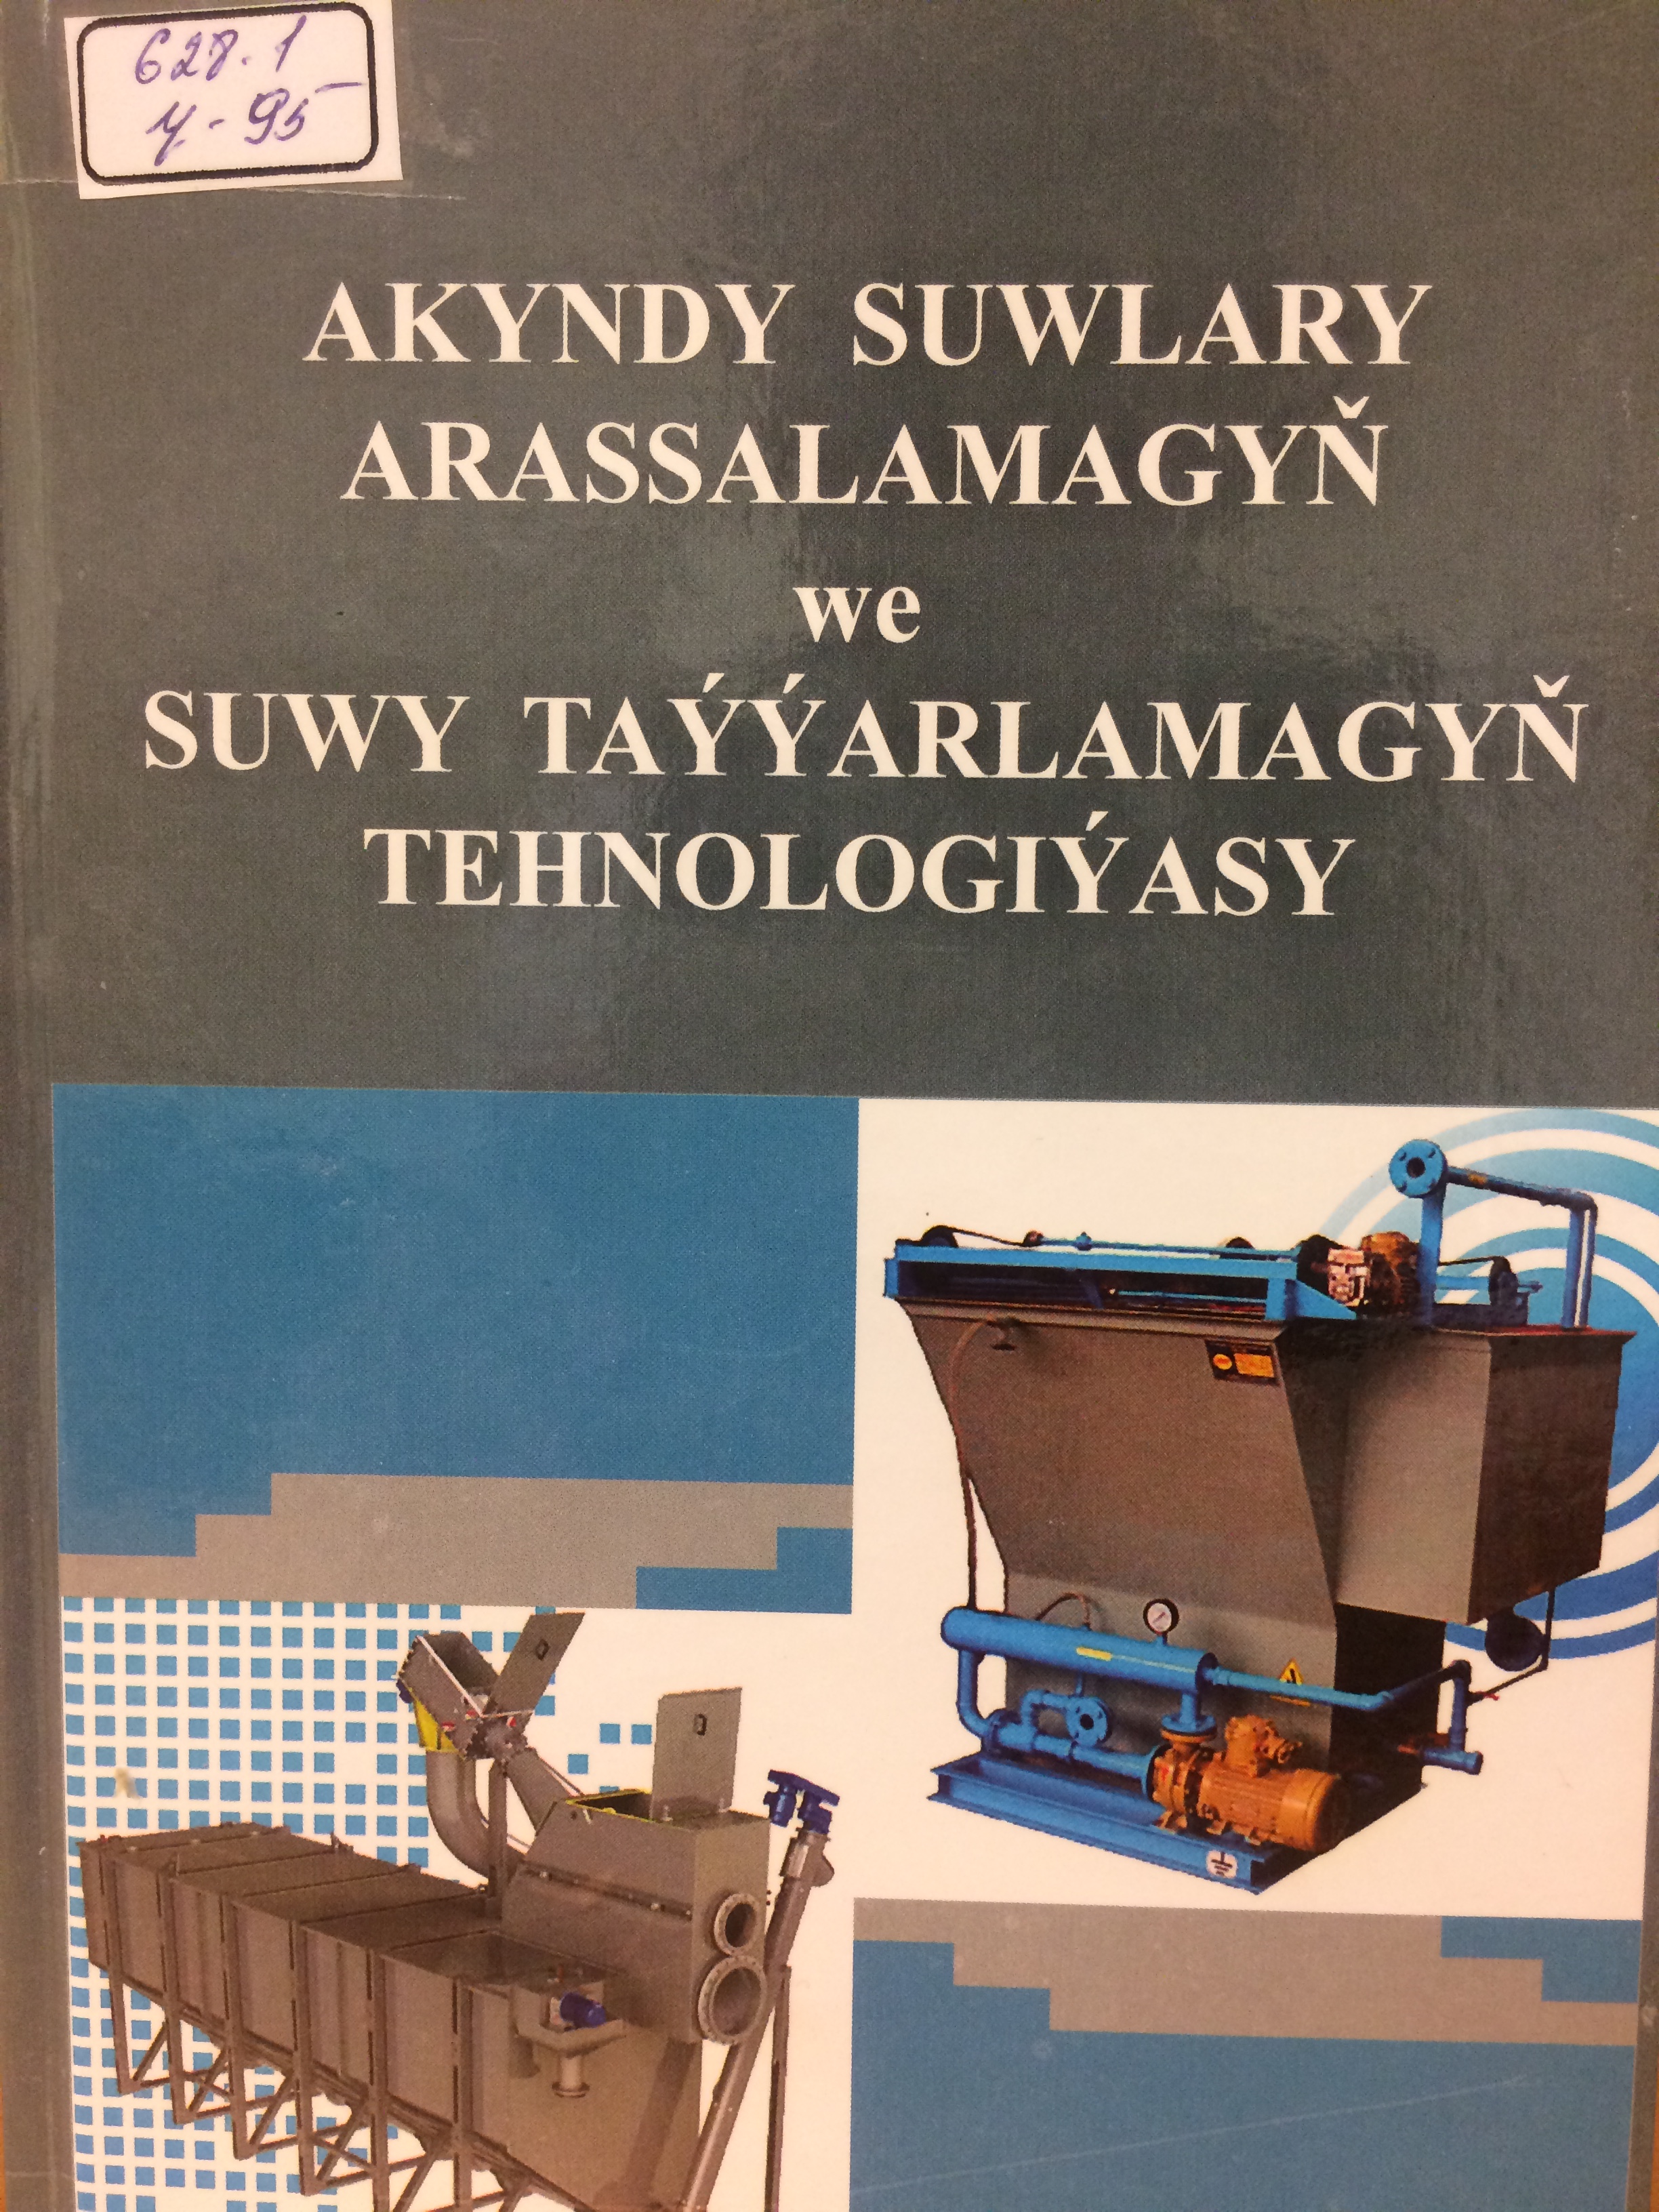 628.1
У-95
AKYNDY SUWLARY
ARASSALAMAGYŇ
we
SUWY TAÝÝARLAMAGYŇ
TEHNOLOGIÝASY